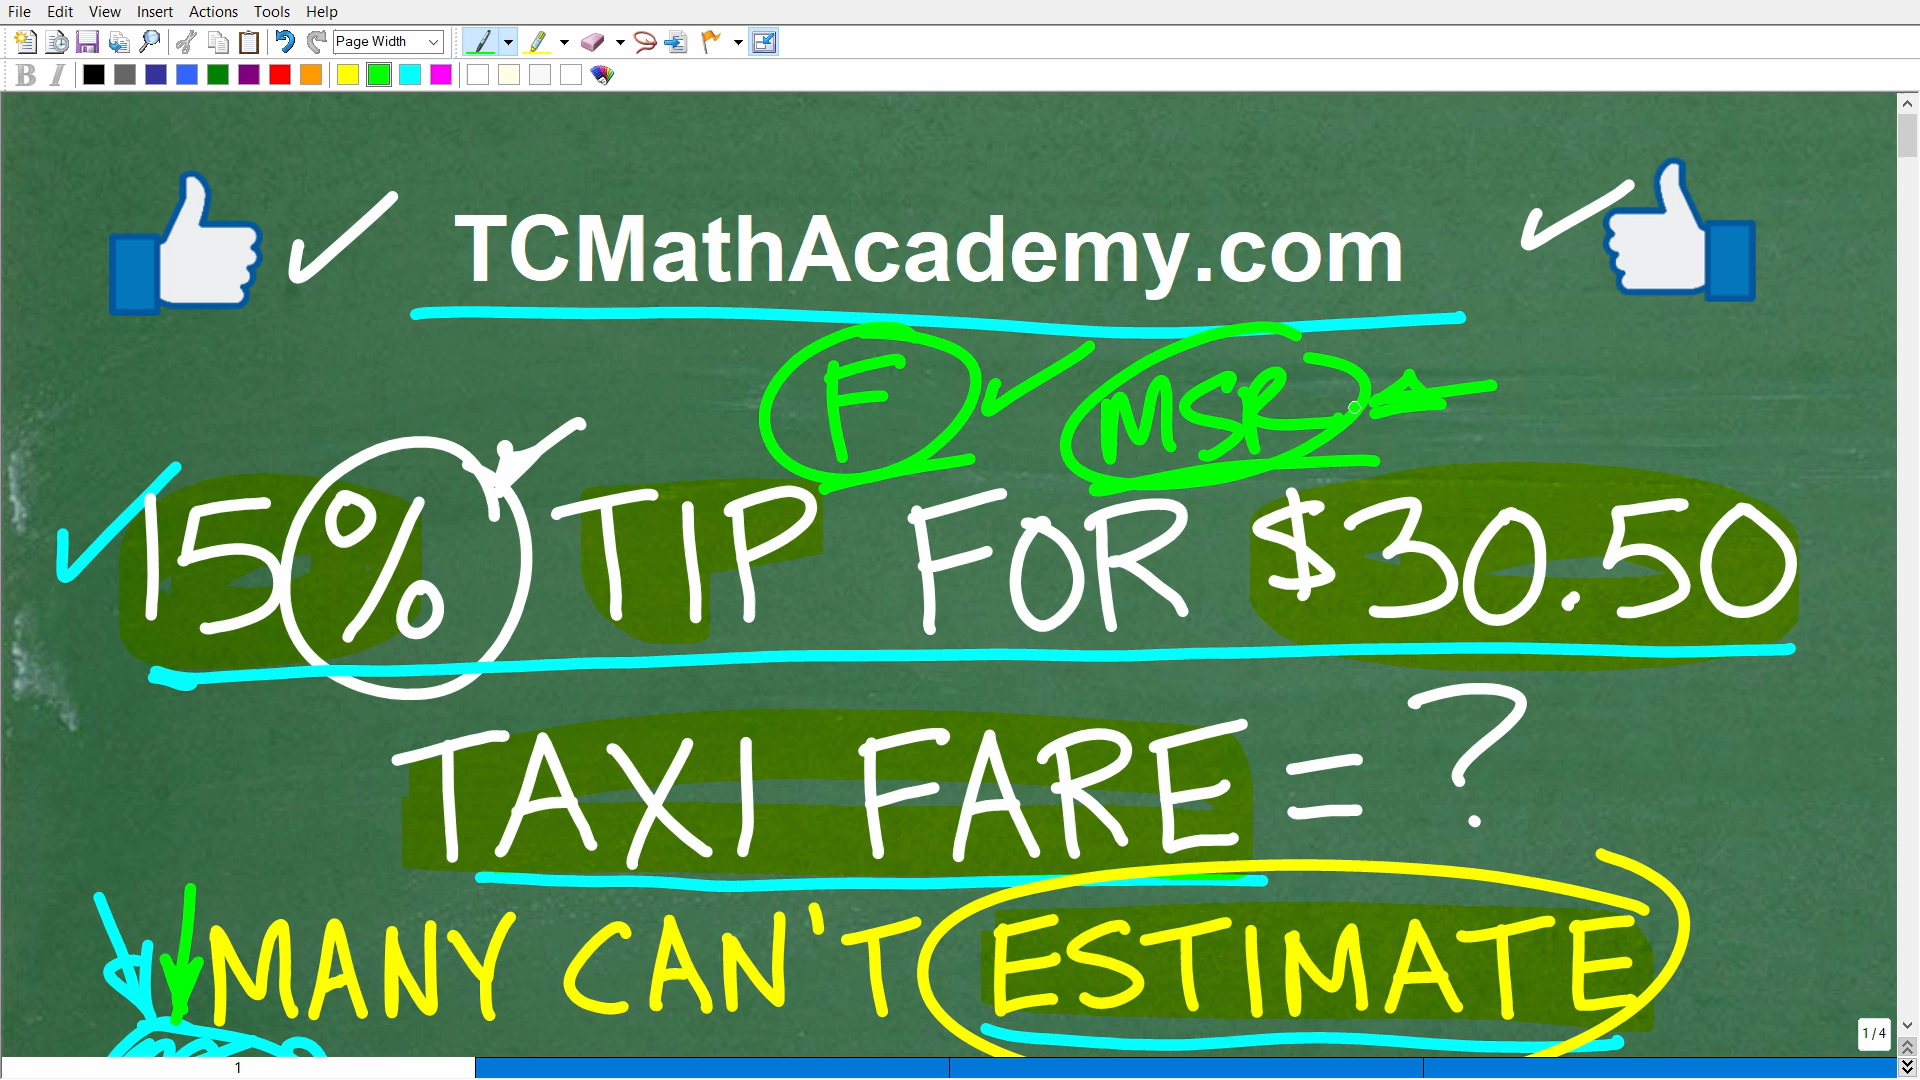 File Edit View Insert Actions Tools Help
Page Width
B I
TCMathAcademy.com
F MSR
15% TIP FOR $30.50
TAXI FARE = ?
MANY CAN'T ESTIMATE
1 / 4
1